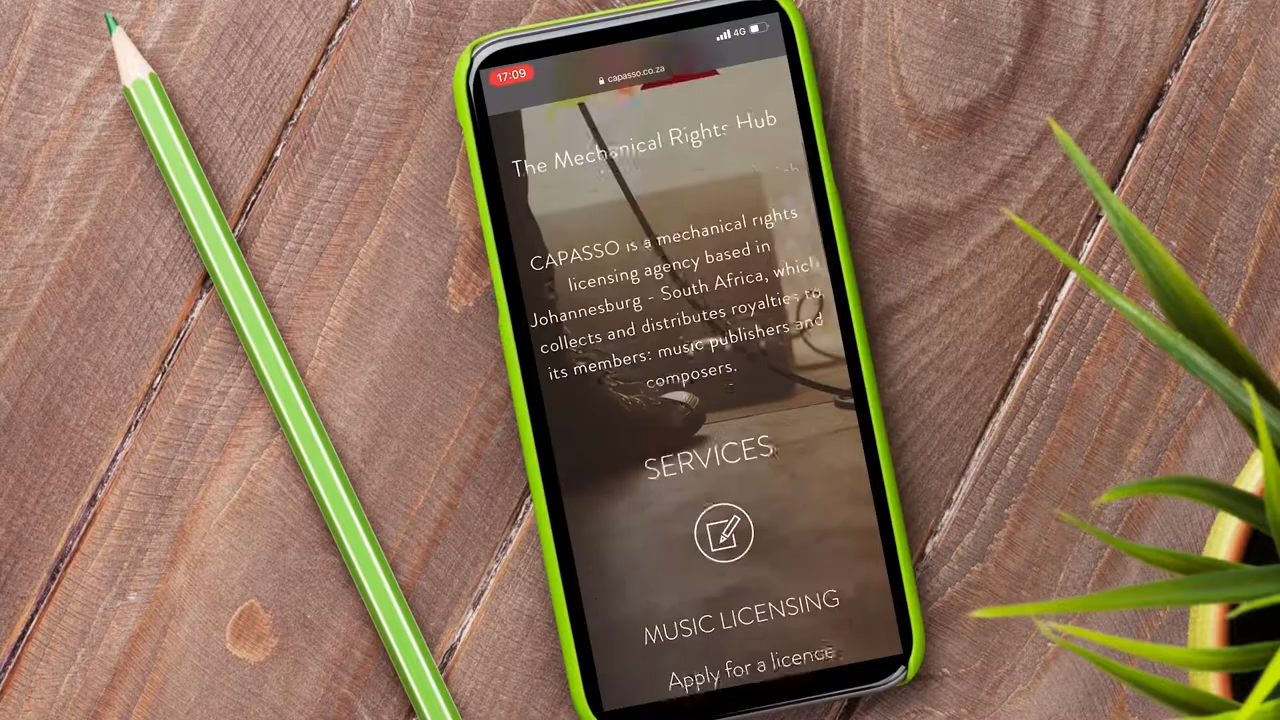 17:09
4G
capasso.co.za
The Mechanical Rights Hub
CAPASSO is a mechanical rights
licensing agency based in
Johannesburg - South Africa, which
collects and distributes royalties to
its members: music publishers and
composers.
SERVICES
MUSIC LICENSING
Apply for a licence